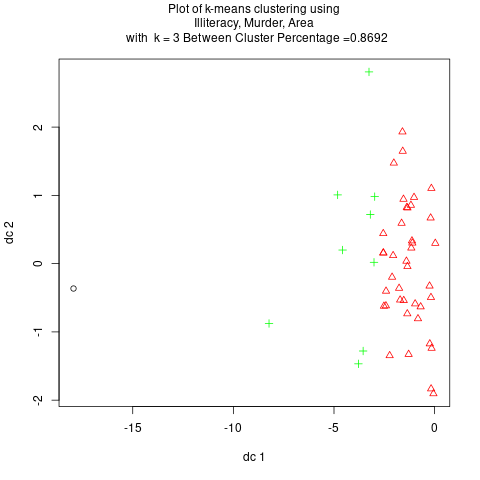 Plot of k-means clustering using
Illiteracy, Murder, Area
with k = 3 Between Cluster Percentage =0.8692
dc 2
2
1
0
-1
-2
-15
-10
-5
0
dc 1